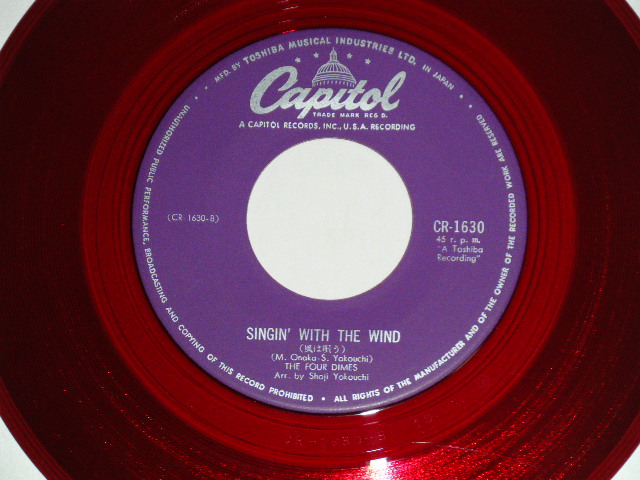 MFD. BY TOSHIBA MUSICAL INDUSTRIES LTD. IN JAPAN
Capitol
TRADE MARK REG'D.
A CAPITOL RECORDS, INC., U.S.A. RECORDING
(CR 1630-B)
CR-1630
45 r. p. m.
"A Toshiba
Recording"
SINGIN' WITH THE WIND
(風は唄う)
(M. Onaka-S. Yokouchi)
THE FOUR DIMES
Arr. by Shoji Yokouchi
UNAUTHORIZED PUBLIC PERFORMANCE, BROADCASTING AND COPYING OF THIS RECORD PROHIBITED • ALL RIGHTS OF THE MANUFACTURER AND OF THE OWNER OF THE RECORDED WORK ARE RESERVED